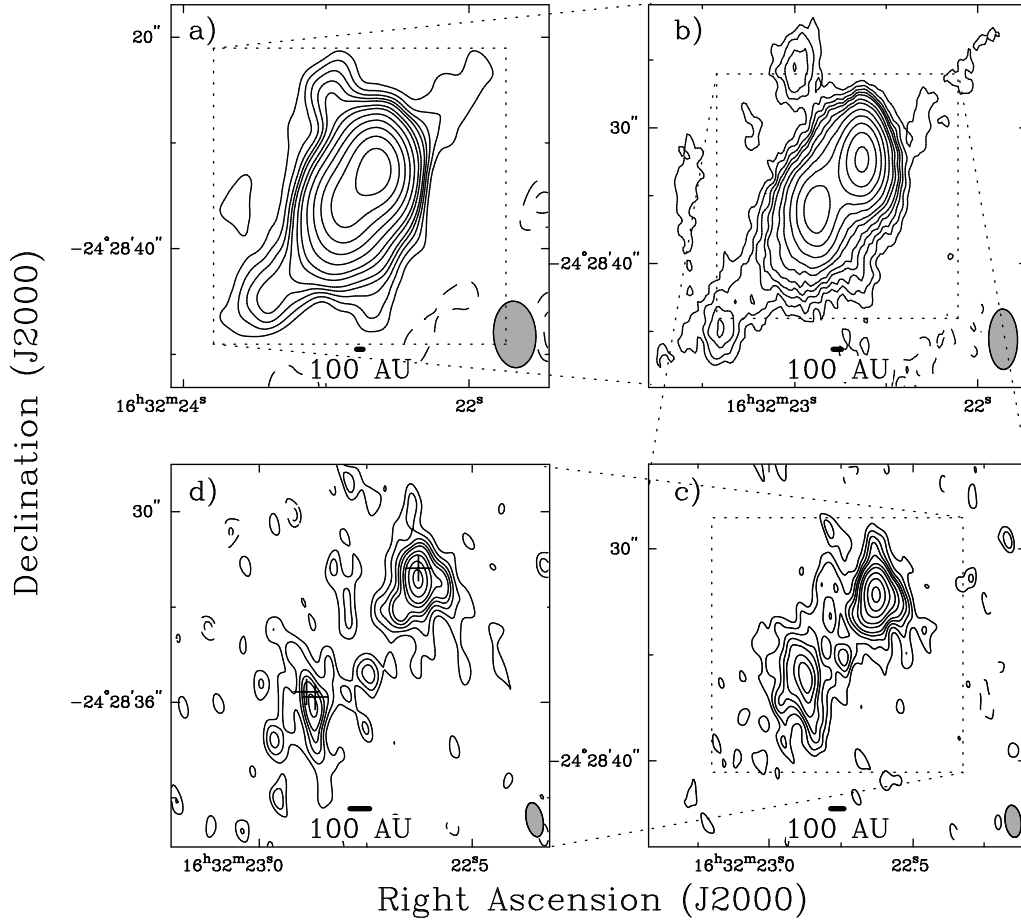 a)
20"
−24°28'40"
100 AU
16ʰ32ᵐ24ˢ
22ˢ
b)
30"
−24°28'40"
100 AU
16ʰ32ᵐ23ˢ
22ˢ
d)
30"
−24°28'36"
100 AU
16ʰ32ᵐ23ˢ.0
22ˢ.5
c)
30"
−24°28'40"
100 AU
16ʰ32ᵐ23ˢ.0
22ˢ.5
Declination (J2000)
Right Ascension (J2000)